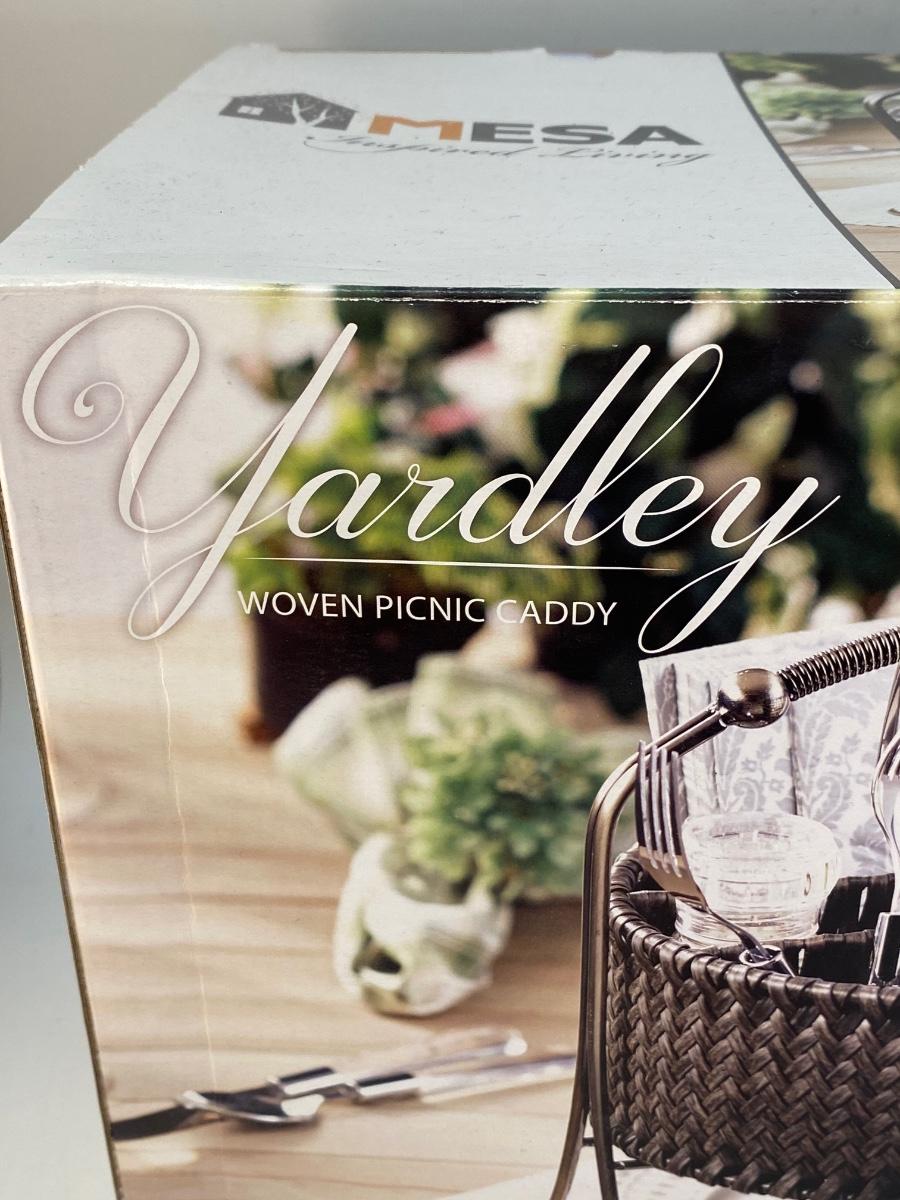 MESA
Inspired Living
Yardley
WOVEN PICNIC CADDY